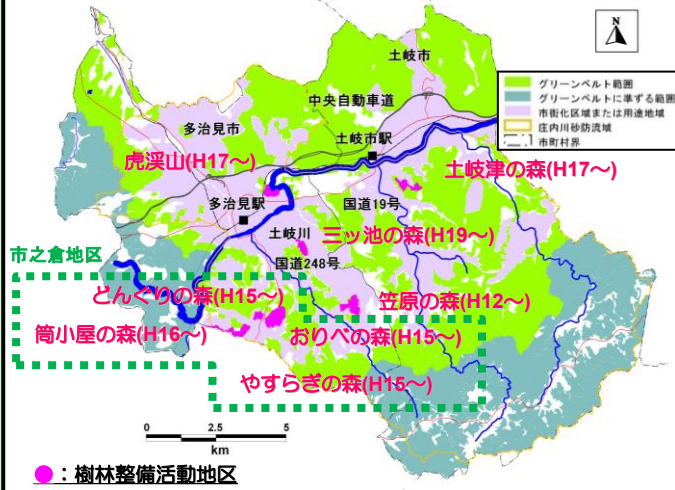 N
グリーンベルト範囲
グリーンベルトに準ずる範囲
市街化区域または用途地域
庄内川砂防流域
市町村界
土岐市
中央自動車道
多治見市
土岐市駅
虎渓山(H17～)
土岐津の森(H17～)
多治見駅
国道19号
土岐川
三ッ池の森(H19～)
市之倉地区
国道248号
どんぐりの森(H15～)
笠原の森(H12～)
筒小屋の森(H16～)
おりべの森(H15～)
やすらぎの森(H15～)
0 2.5 5
km
●：樹林整備活動地区